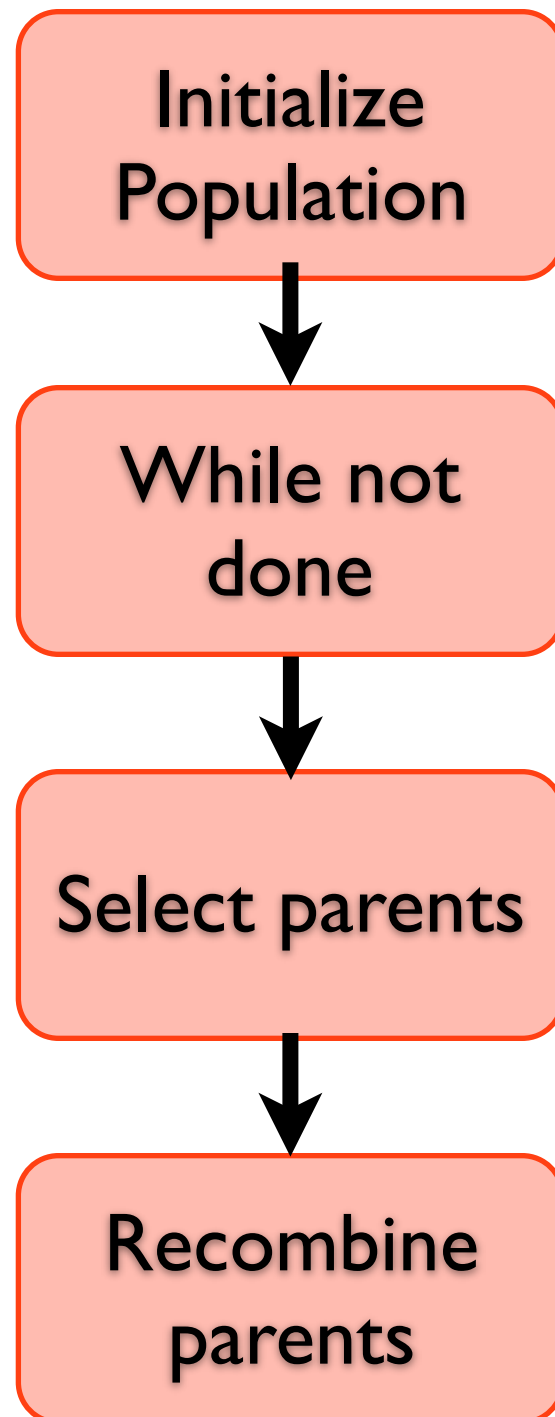 Initialize
Population
While not
done
Select parents
Recombine
parents